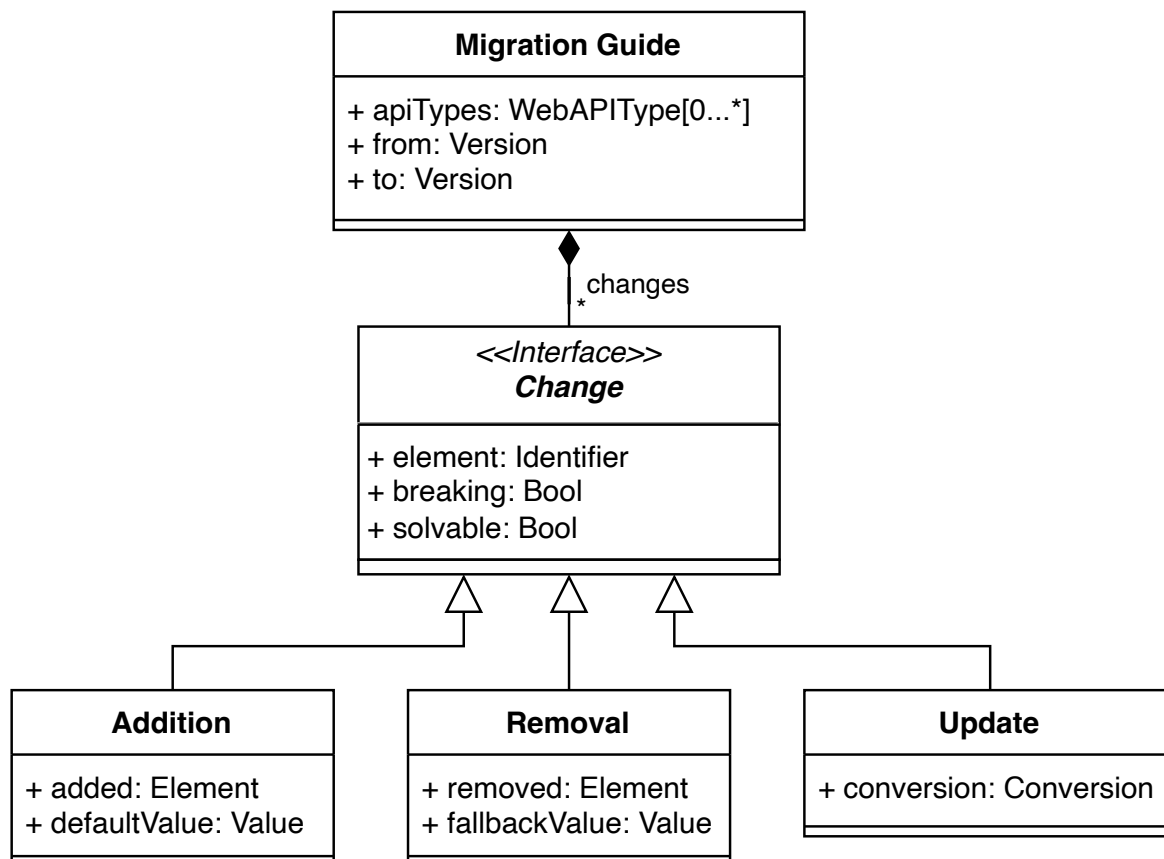 Migration Guide
+ apiTypes: WebAPIType[0...*]
+ from: Version
+ to: Version
changes
*
<<Interface>>
Change
+ element: Identifier
+ breaking: Bool
+ solvable: Bool
Addition
+ added: Element
+ defaultValue: Value
Removal
+ removed: Element
+ fallbackValue: Value
Update
+ conversion: Conversion